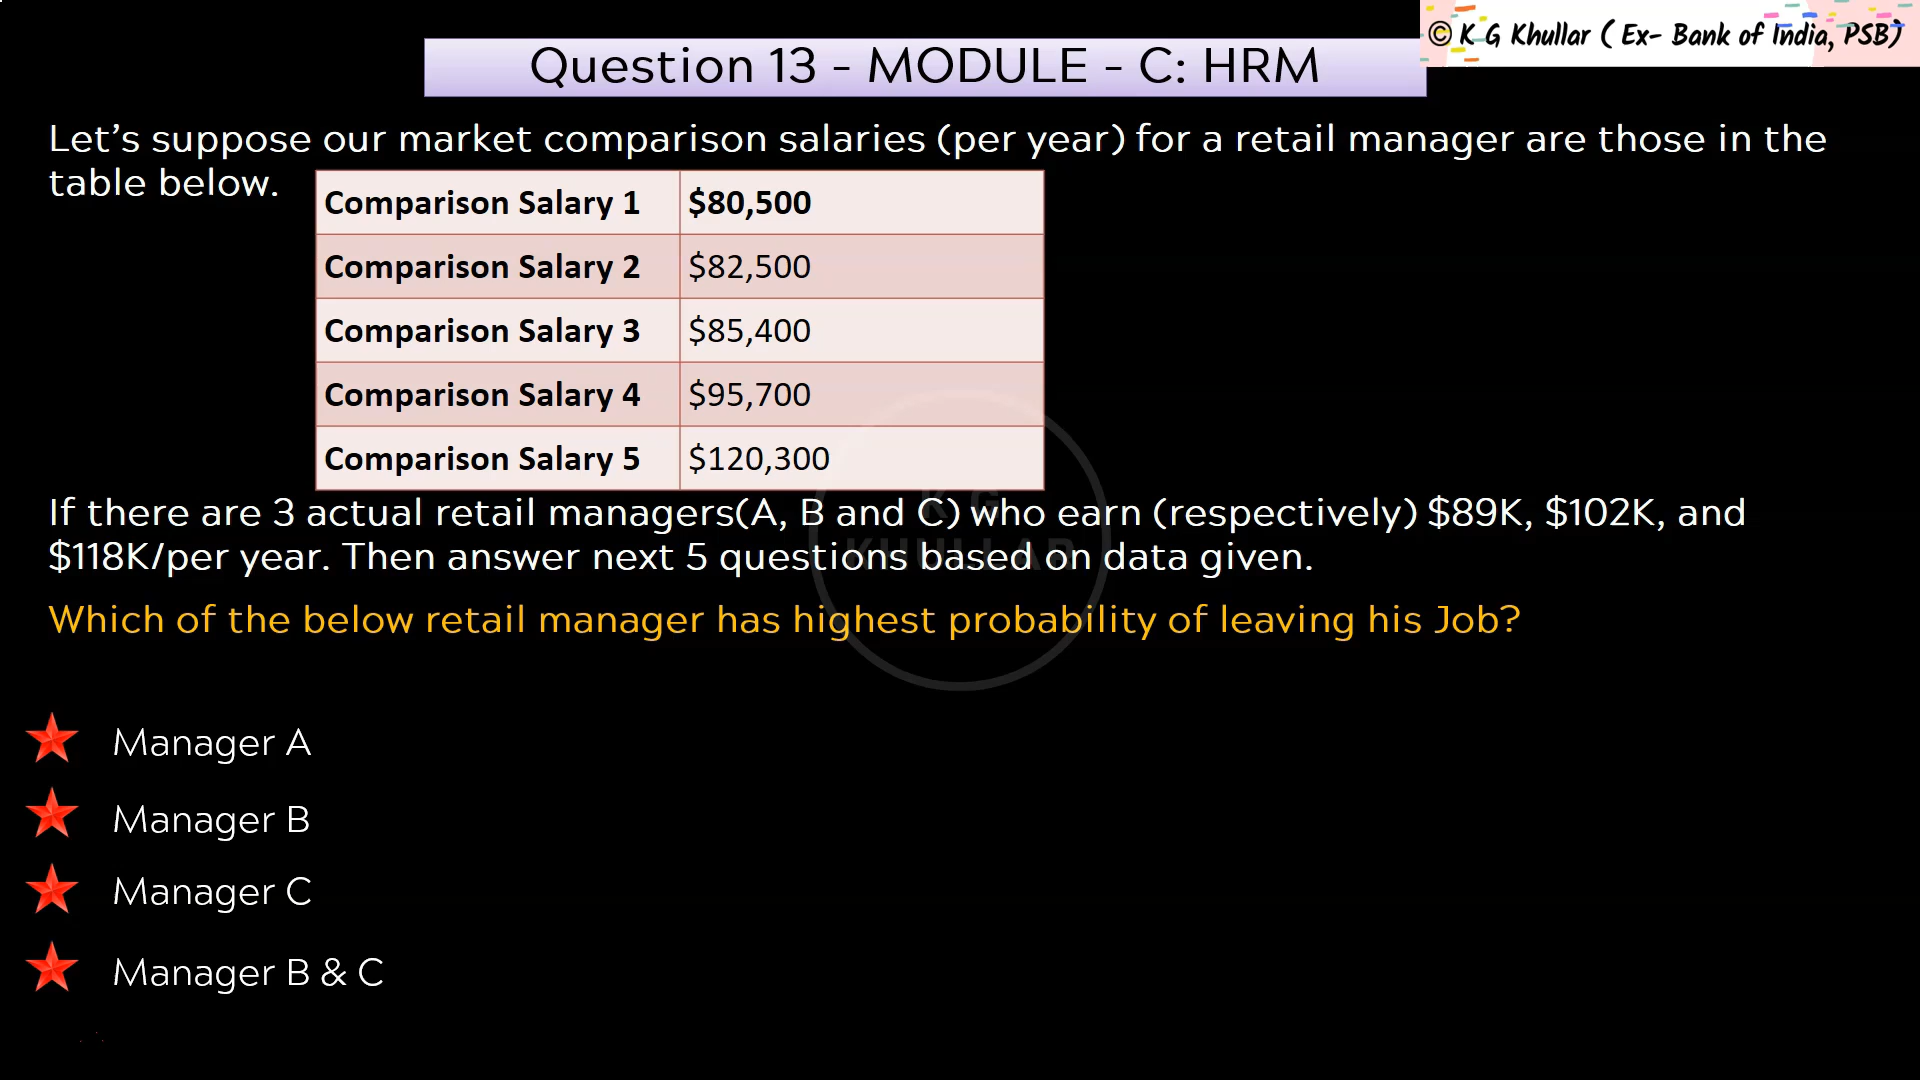 © K G Khullar ( Ex- Bank of India, PSB)
Question 13 - MODULE - C: HRM
Let’s suppose our market comparison salaries (per year) for a retail manager are those in the
table below.
Comparison Salary 1 $80,500
Comparison Salary 2 $82,500
Comparison Salary 3 $85,400
Comparison Salary 4 $95,700
Comparison Salary 5 $120,300
If there are 3 actual retail managers(A, B and C) who earn (respectively) $89K, $102K, and
$118K/per year. Then answer next 5 questions based on data given.
K G
KHULLAR
Which of the below retail manager has highest probability of leaving his Job?
Manager A
Manager B
Manager C
Manager B & C